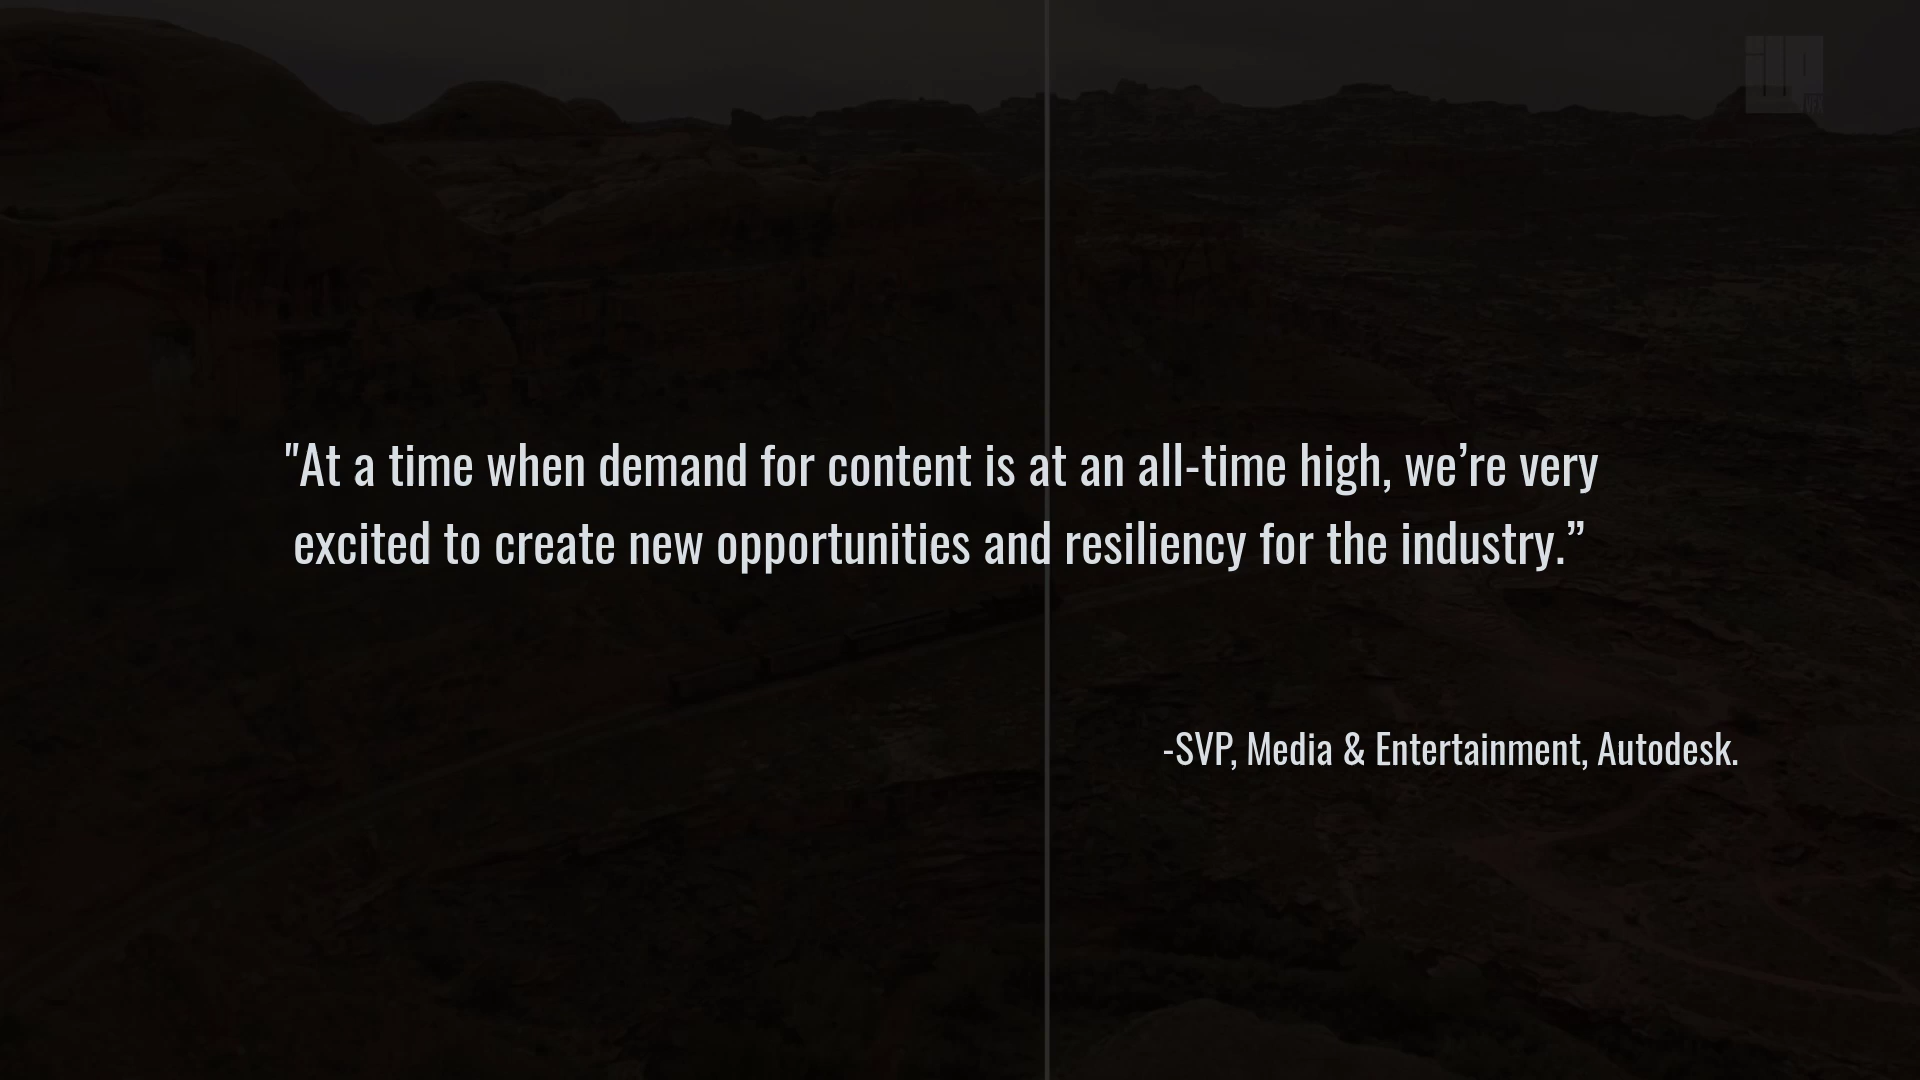 "At a time when demand for content is at an all-time high, we’re very
excited to create new opportunities and resiliency for the industry.”
-SVP, Media & Entertainment, Autodesk.